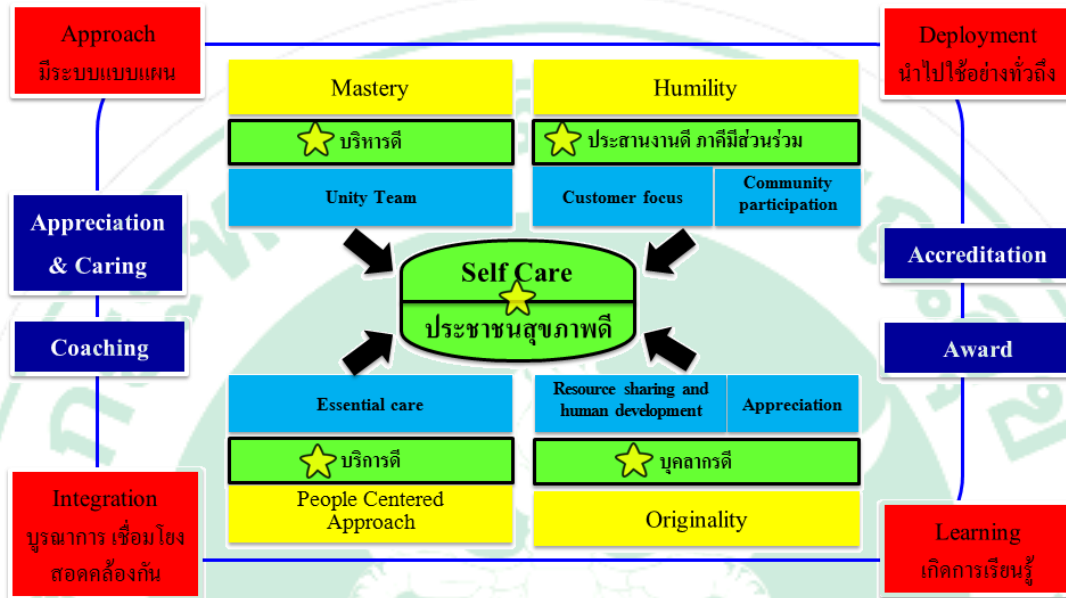 Approach
มีระบบแบบแผน
Deployment
นำไปใช้อย่างทั่วถึง
Mastery
Humility
บริหารดี
ประสานงานดี ภาคีมีส่วนร่วม
Unity Team
Customer focus
Community
participation
Appreciation
& Caring
Accreditation
Self Care
ประชาชนสุขภาพดี
Coaching
Award
Essential care
Resource sharing and
human development
Appreciation
บริการดี
บุคลากรดี
People Centered
Approach
Originality
Integration
บูรณาการ เชื่อมโยง
สอดคล้องกัน
Learning
เกิดการเรียนรู้